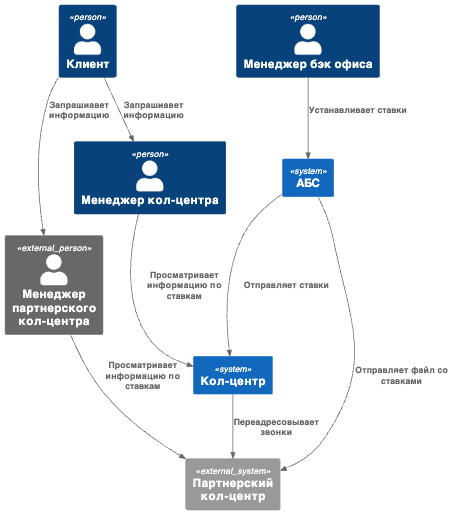 «person»
Клиент
«person»
Менеджер бэк офиса
Запрашиавет
информацию
Запрашиавет
информацию
Устанавливает ставки
«person»
Менеджер кол-центра
«system»
АБС
«external_person»
Менеджер
партнерского
кол-центра
Просматривает
информацию по
ставкам
Отправляет ставки
Просматривает
информацию по
ставкам
«system»
Кол-центр
Отправляет файл со
ставками
Переадресовывает
звонки
«external_system»
Партнерский
кол-центр